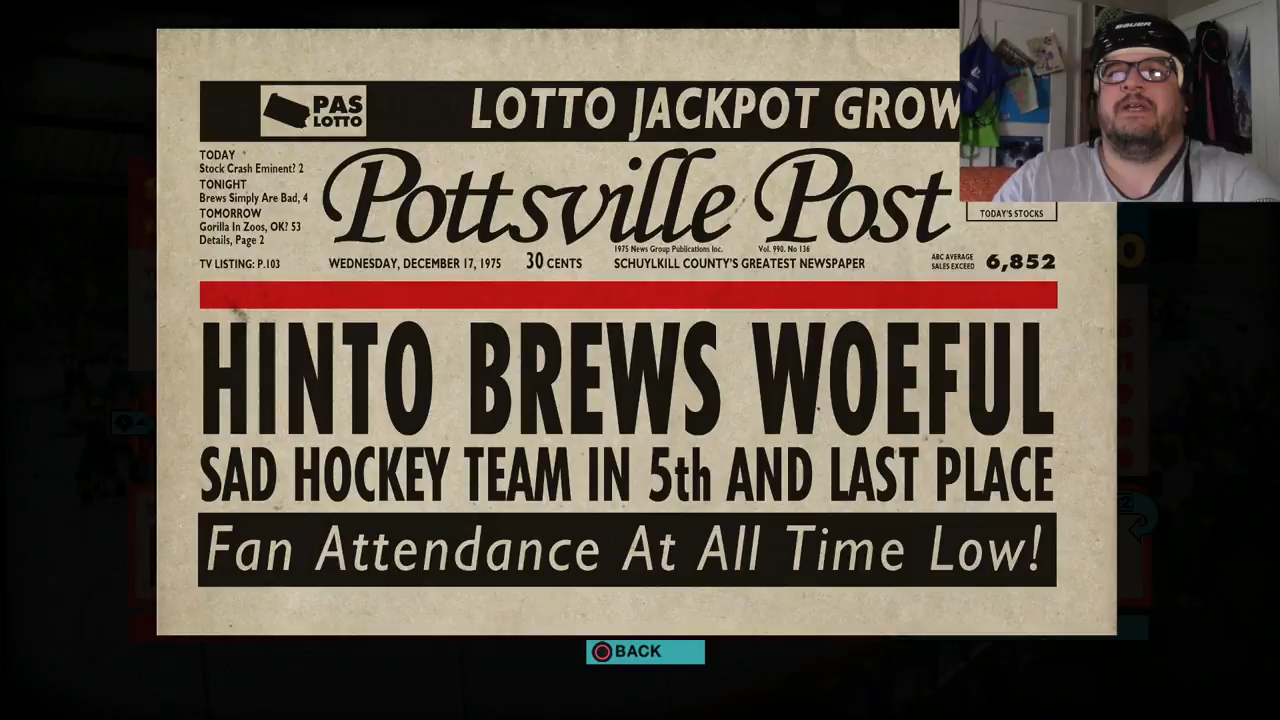 PAS
LOTTO
LOTTO JACKPOT GROW
BAUER
TODAY
Stock Crash Eminent? 2
TONIGHT
Brews Simply Are Bad, 4
TOMORROW
Gorilla In Zoos, OK? 53
Details, Page 2
TV LISTING: P.103
Pottsville Post
1975 News Group Publications Inc. Vol. 990. No 136
WEDNESDAY, DECEMBER 17, 1975 30 CENTS SCHUYLKILL COUNTY'S GREATEST NEWSPAPER
TODAY'S STOCKS
ABC AVERAGE
SALES EXCEED
6,852
HINTO BREWS WOEFUL
SAD HOCKEY TEAM IN 5th AND LAST PLACE
Fan Attendance At All Time Low!
BACK